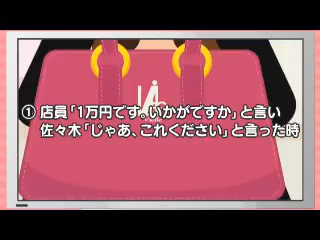 ① 店員「1万円です。いかがですか」と言い
佐々木「じゃあ、これください」と言った時